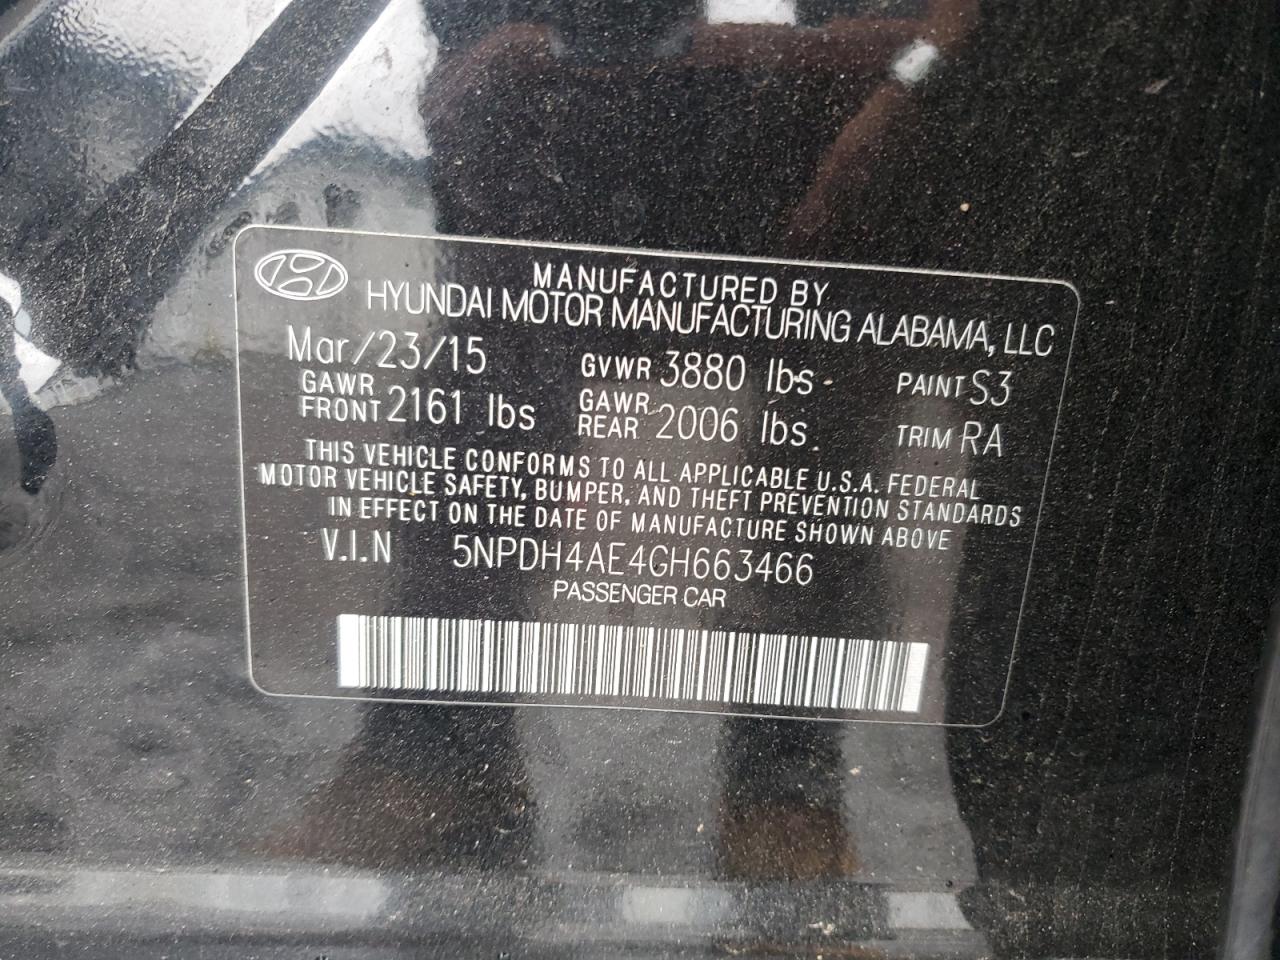 MANUFACTURED BY
HYUNDAI MOTOR MANUFACTURING ALABAMA, LLC
Mar/23/15 GVWR 3880 lbs PAINT S3
GAWR FRONT 2161 lbs GAWR REAR 2006 lbs. TRIM RA
THIS VEHICLE CONFORMS TO ALL APPLICABLE U.S.A. FEDERAL
MOTOR VEHICLE SAFETY, BUMPER, AND THEFT PREVENTION STANDARDS
IN EFFECT ON THE DATE OF MANUFACTURE SHOWN ABOVE
V.I.N 5NPDH4AE4GH663466
PASSENGER CAR